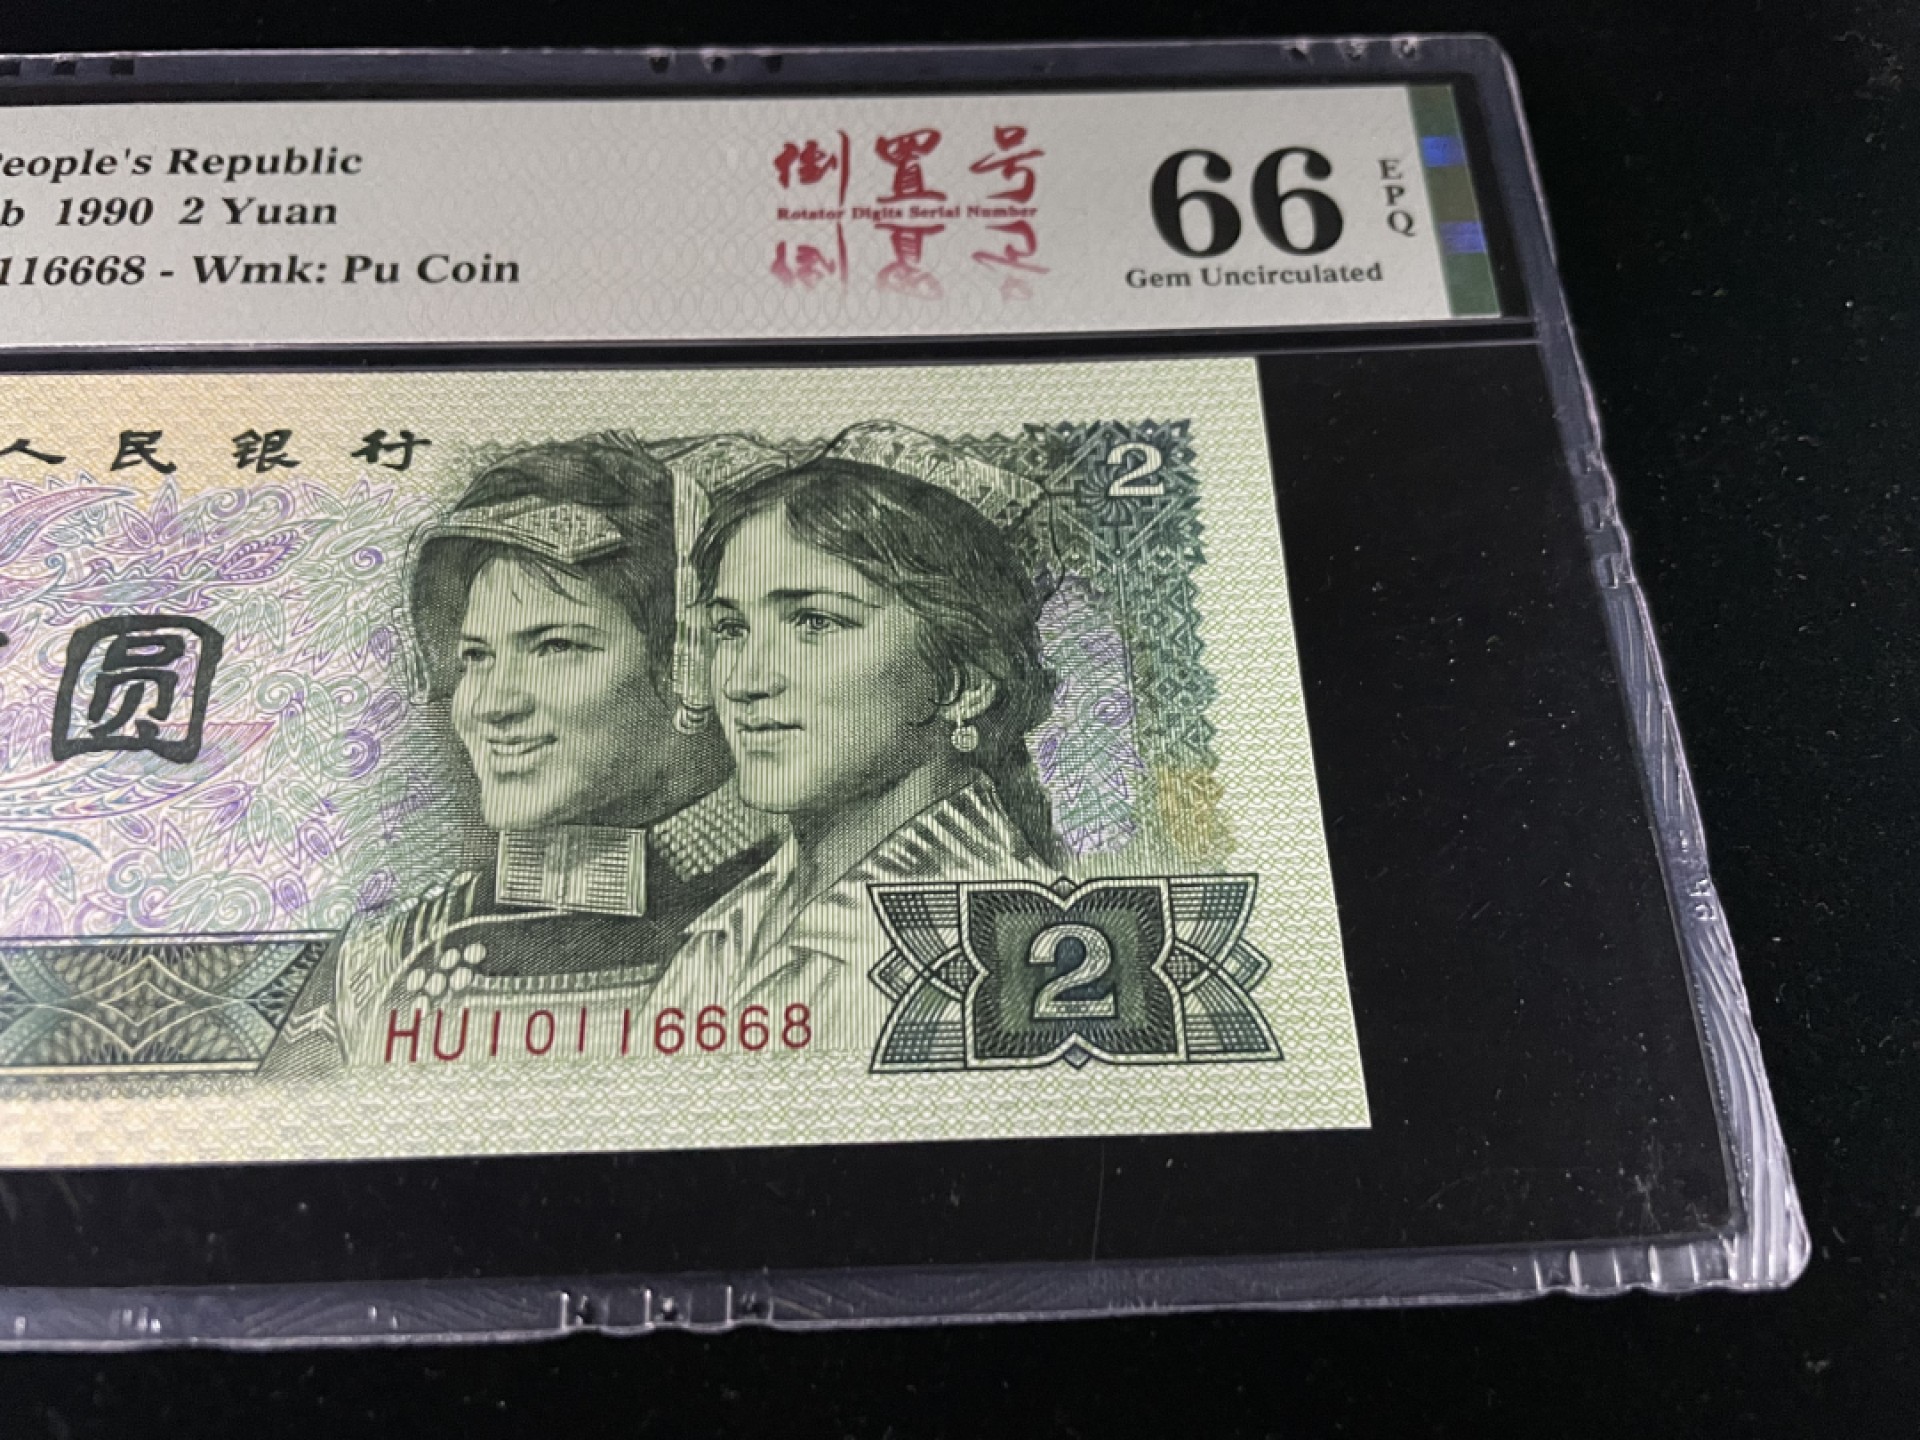 People's Republic
b 1990 2 Yuan
116668 - Wmk: Pu Coin
倒置号
Rotator Digits Serial Number
66
EPQ
Gem Uncirculated
人民银行
2
圆
2
HU10116668